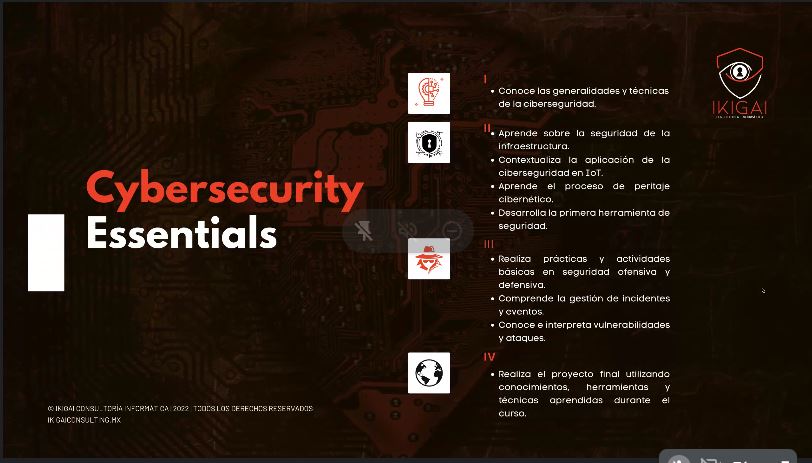 Cybersecurity
Essentials
I
• Conoce las generalidades y técnicas
de la ciberseguridad.
II
• Aprende sobre la seguridad de la
infraestructura.
• Contextualiza la aplicación de la
ciberseguridad en IoT.
• Aprende el proceso de peritaje
cibernético.
• Desarrolla la primera herramienta de
seguridad.
III
• Realiza prácticas y actividades
básicas en seguridad ofensiva y
defensiva.
• Comprende la gestión de incidentes
y eventos.
• Conoce e interpreta vulnerabilidades
y ataques.
IV
• Realiza el proyecto final utilizando
conocimientos, herramientas y
técnicas aprendidas durante el
curso.
IKIGAI
© IKIGAI CONSULTORÍA INFORMÁTICA | 2022 . TODOS LOS DERECHOS RESERVADOS
IKIGAICONSULTING.MX